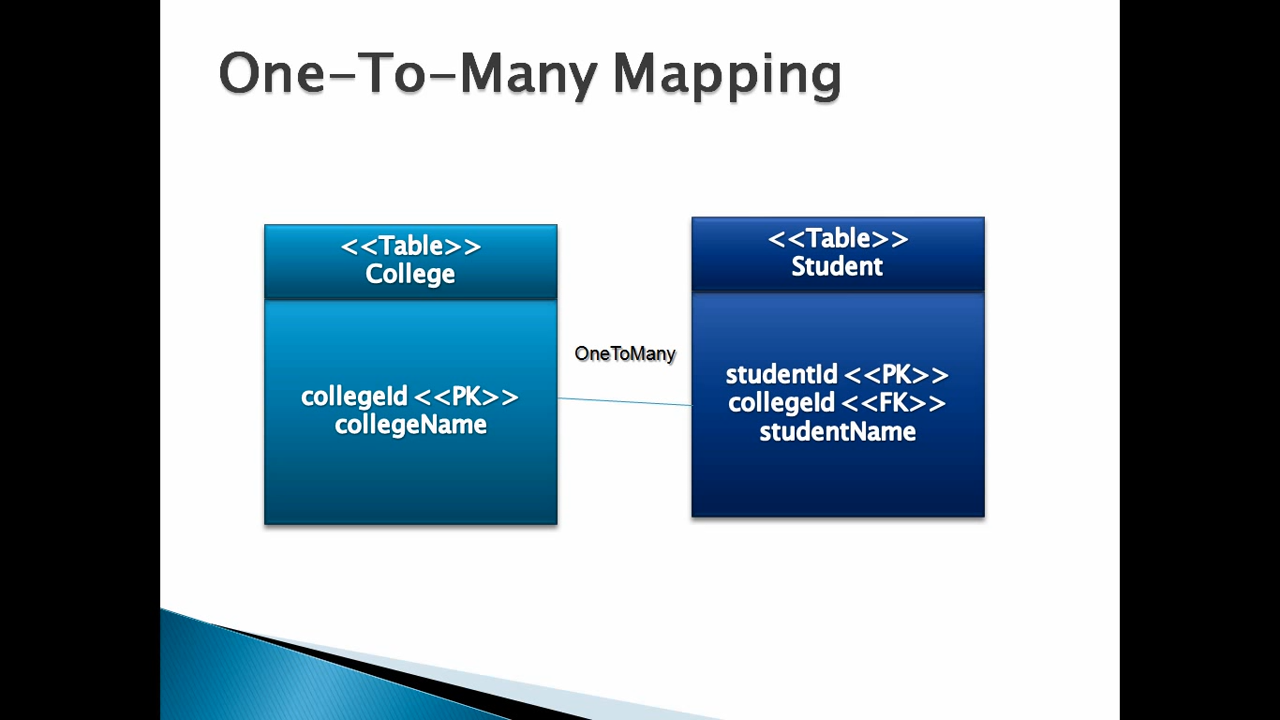 One-To-Many Mapping
<<Table>>
College
collegeId <<PK>>
collegeName
OneToMany
<<Table>>
Student
studentId <<PK>>
collegeId <<FK>>
studentName